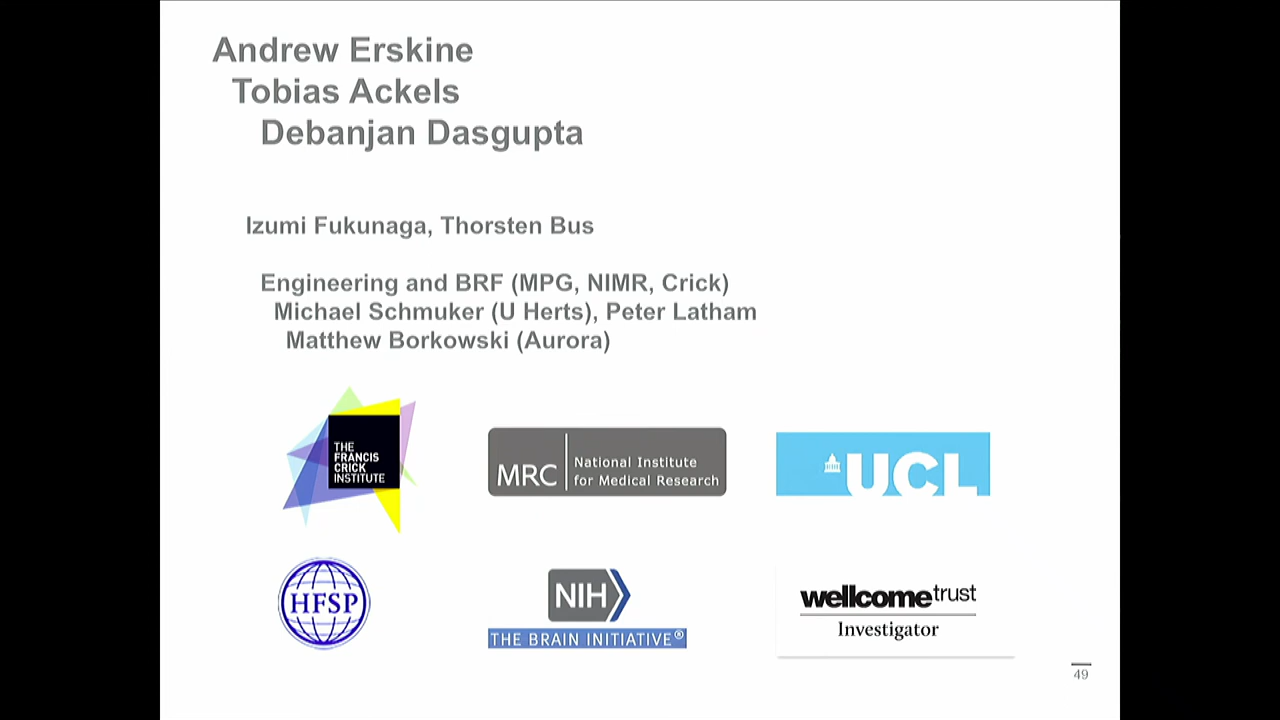 Andrew Erskine
Tobias Ackels
Debanjan Dasgupta
Izumi Fukunaga, Thorsten Bus
Engineering and BRF (MPG, NIMR, Crick)
Michael Schmuker (U Herts), Peter Latham
Matthew Borkowski (Aurora)
THE
FRANCIS
CRICK
INSTITUTE
MRC
National Institute
for Medical Research
UCL
HFSP
NIH
THE BRAIN INITIATIVE®
wellcometrust
Investigator
49